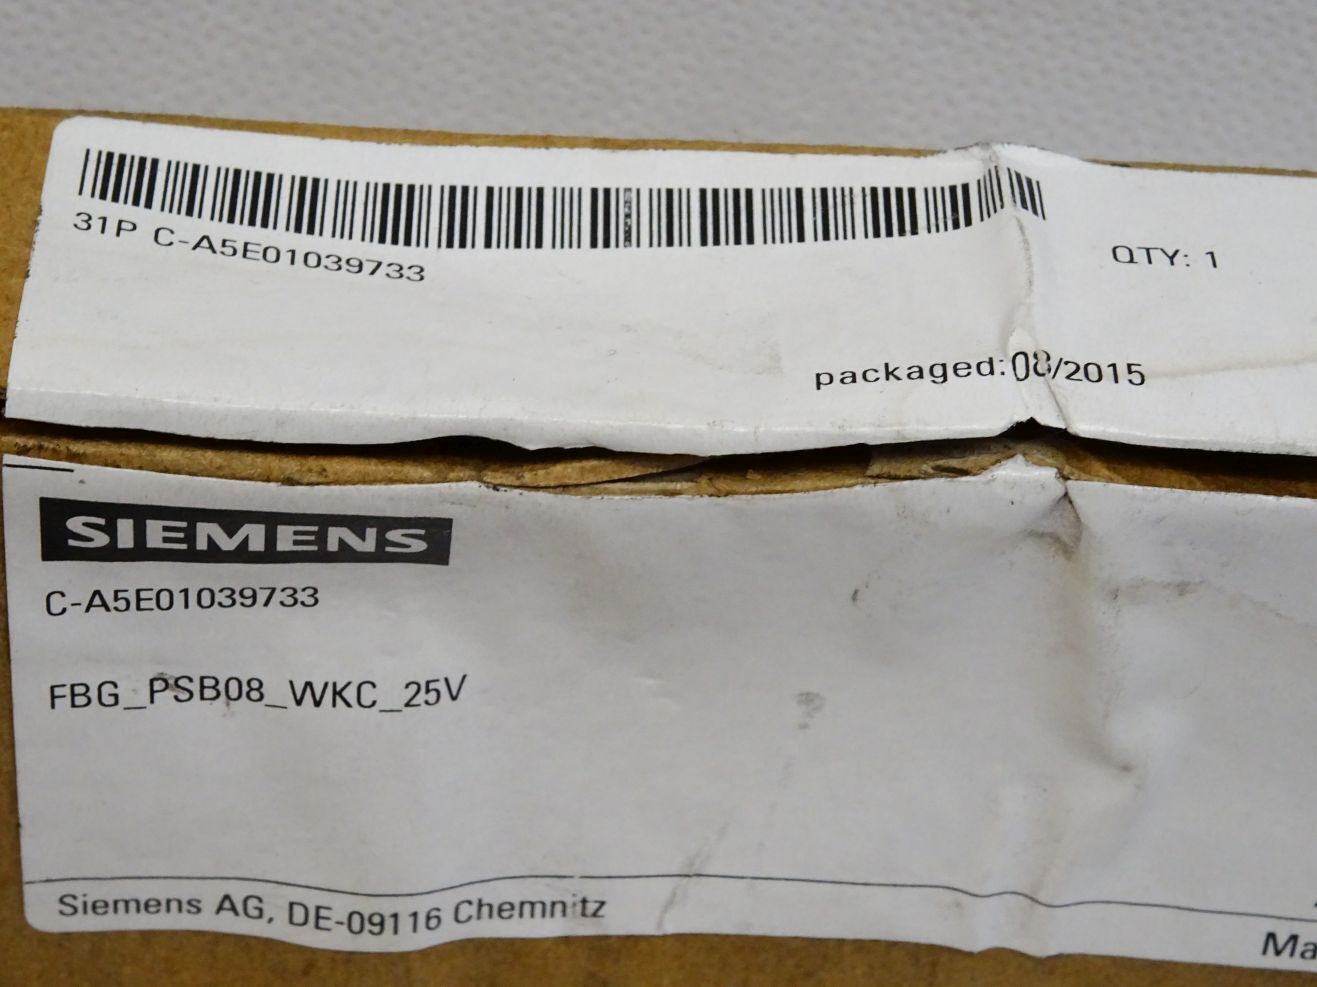 31P C-A5E01039733
QTY: 1
packaged:08/2015
SIEMENS
C-A5E01039733
FBG_PSB08_WKC_25V
Siemens AG, DE-09116 Chemnitz